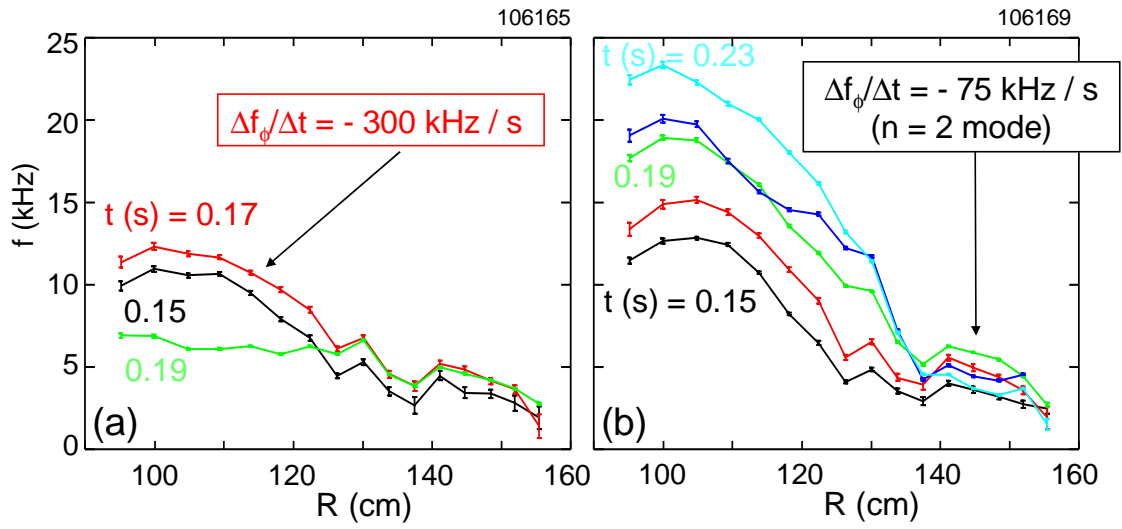 106165
106169
25
20
15
10
5
0
f (kHz)
Δfϕ/Δt = - 300 kHz / s
t (s) = 0.17
0.15
0.19
(a)
100
120
140
160
R (cm)
t (s) = 0.23
Δfϕ/Δt = - 75 kHz / s
(n = 2 mode)
0.19
t (s) = 0.15
(b)
100
120
140
160
R (cm)